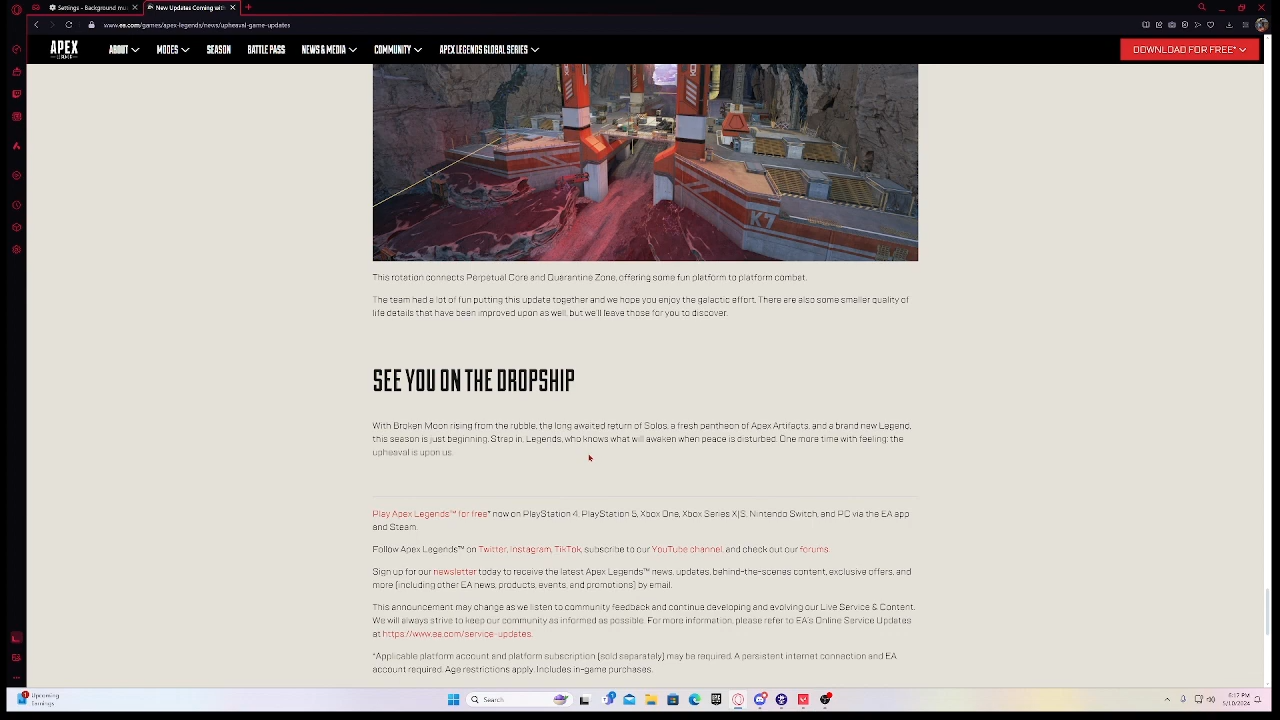 Settings - Background mu
New Updates Coming wit
www.ea.com/games/apex-legends/news/upheaval-game-updates
APEX
ABOUT MODES SEASON BATTLE PASS NEWS & MEDIA COMMUNITY APEX LEGENDS GLOBAL SERIES
DOWNLOAD FOR FREE*
K7
This rotation connects Perpetual Core and Quarantine Zone, offering some fun platform to platform combat.
The team had a lot of fun putting this update together and we hope you enjoy the galactic effort. There are also some smaller quality of
life details that have been improved upon as well, but we'll leave those for you to discover.
SEE YOU ON THE DROPSHIP
With Broken Moon rising from the rubble, the long awaited return of Solos, a fresh pentheon of Apex Artifacts, and a brand new Legend,
this season is just beginning. Strap in, Legends, who knows what will awaken when peace is disturbed. One more time with feeling: the
upheaval is upon us.
Play Apex Legends™ for free* now on PlayStation 4, PlayStation 5, Xbox One, Xbox Series X|S, Nintendo Switch, and PC via the EA app
and Steam.
Follow Apex Legends™ on Twitter, Instagram, TikTok, subscribe to our YouTube channel, and check out our forums.
Sign up for our newsletter today to receive the latest Apex Legends™ news, updates, behind-the-scenes content, exclusive offers, and
more (including other EA news, products, events, and promotions) by email.
This announcement may change as we listen to community feedback and continue developing and evolving our Live Service & Content.
We will always strive to keep our community as informed as possible. For more information, please refer to EA's Online Service Updates
at https://www.ea.com/service-updates.
*Applicable platform account and platform subscription (sold separately) may be required. A persistent internet connection and EA
account required. Age restrictions apply. Includes in-game purchases.
Upcoming
Earnings
Search
6:17 PM
5/10/2024